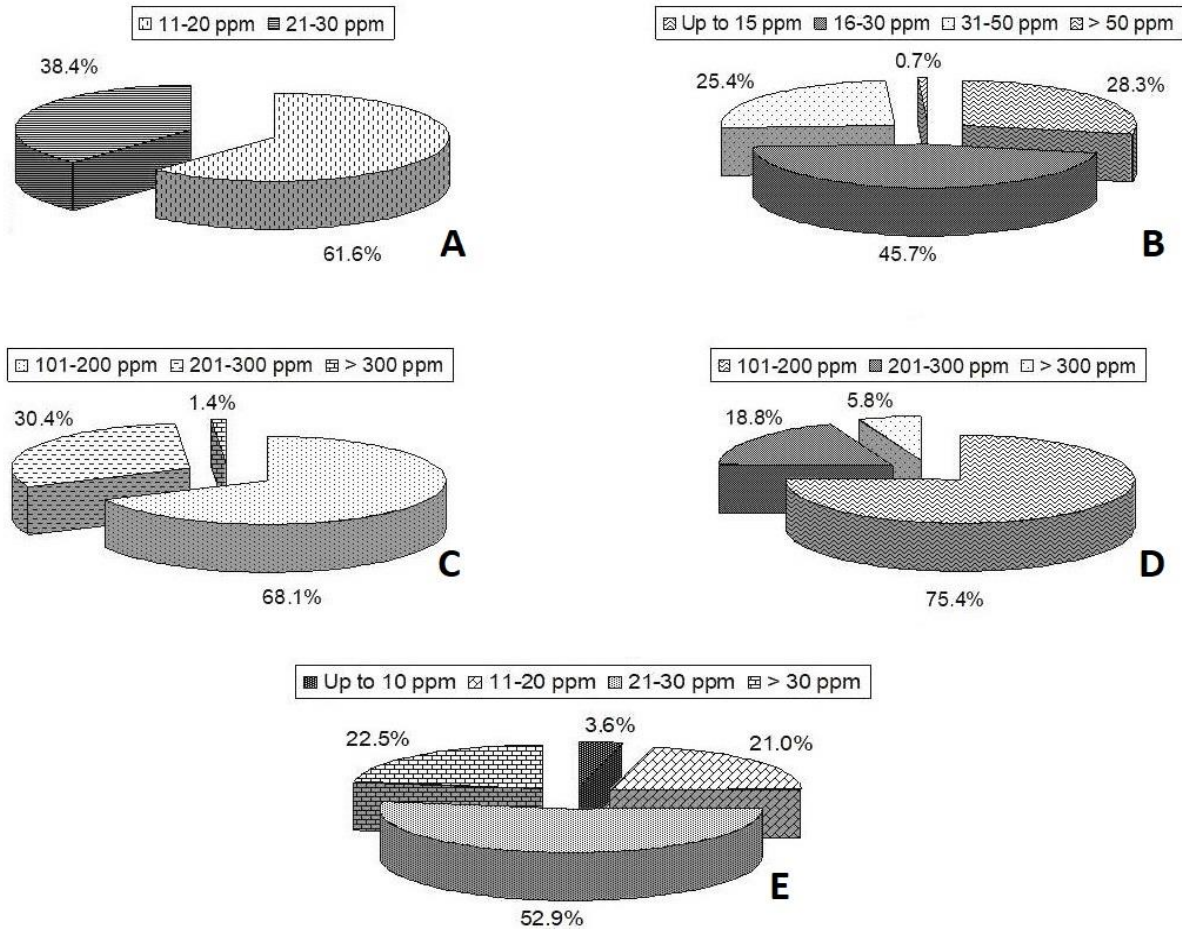 11-20 ppm 21-30 ppm
38.4%
61.6%
A
Up to 15 ppm 16-30 ppm 31-50 ppm > 50 ppm
0.7%
25.4%
28.3%
45.7%
B
101-200 ppm 201-300 ppm > 300 ppm
1.4%
30.4%
68.1%
C
101-200 ppm 201-300 ppm > 300 ppm
5.8%
18.8%
75.4%
D
Up to 10 ppm 11-20 ppm 21-30 ppm > 30 ppm
3.6%
22.5%
21.0%
52.9%
E